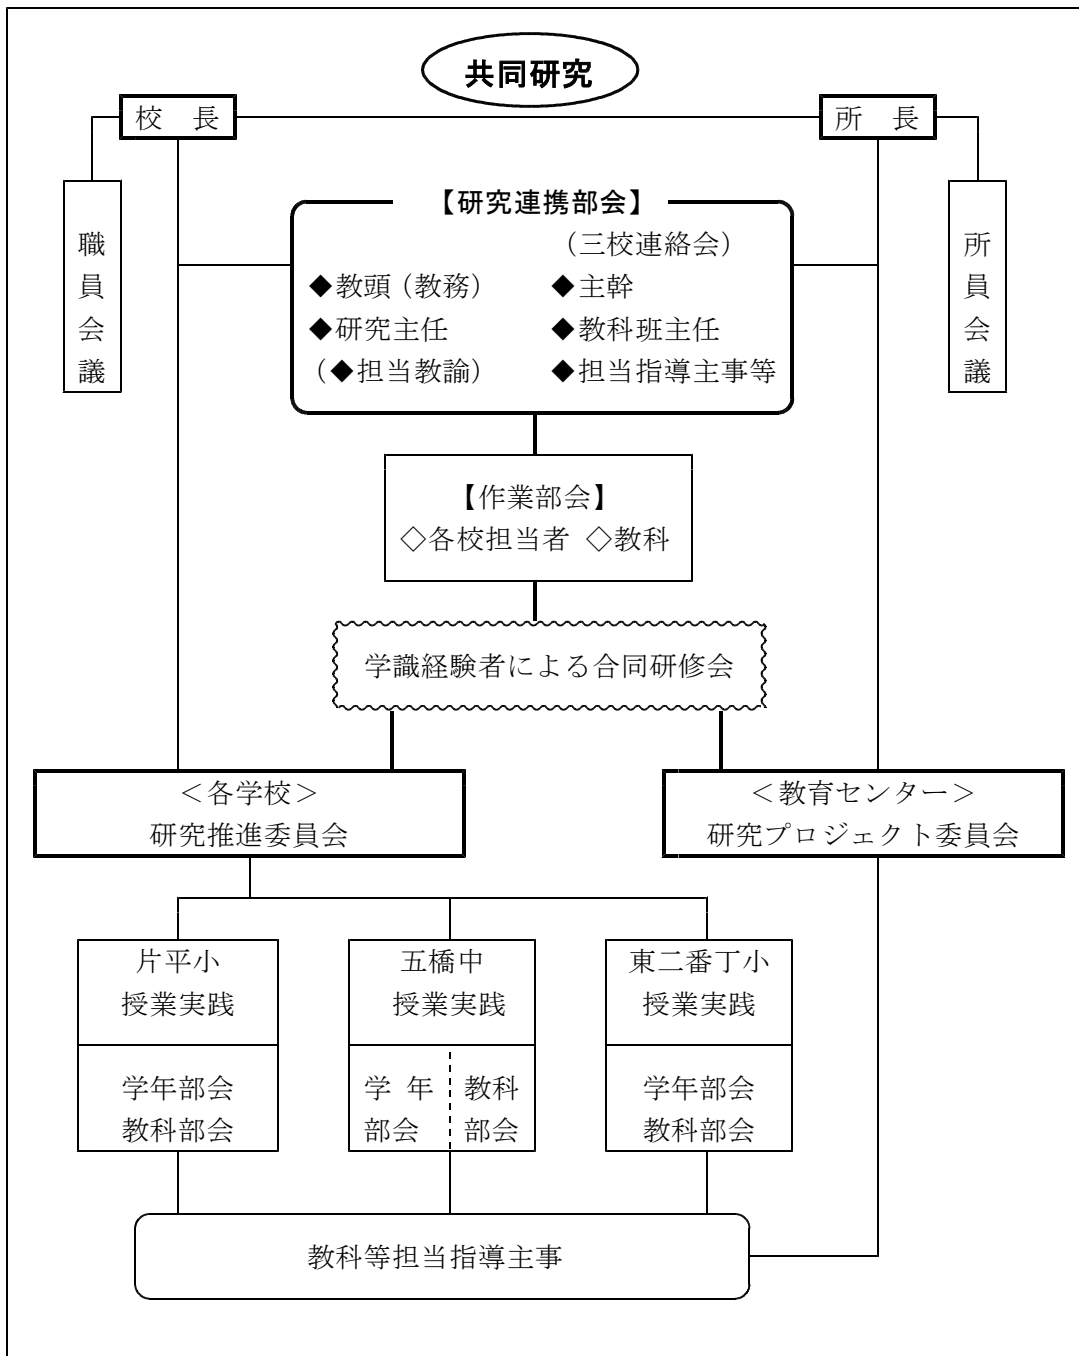 共同研究
校　長
所　長
職員会議
所員会議
【研究連携部会】
（三校連絡会）
◆教頭（教務）　◆主幹
◆研究主任　◆教科班主任
（◆担当教諭）　◆担当指導主事等
【作業部会】
◇各校担当者 ◇教科
学識経験者による合同研修会
＜各学校＞
研究推進委員会
＜教育センター＞
研究プロジェクト委員会
片平小
授業実践
学年部会
教科部会
五橋中
授業実践
学 年
部会
教科
部会
東二番丁小
授業実践
学年部会
教科部会
教科等担当指導主事